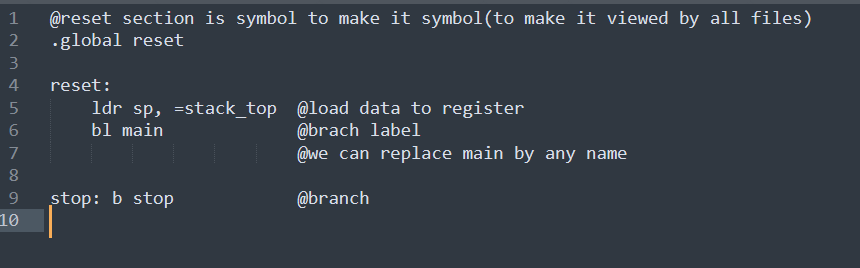 1 @reset section is symbol to make it symbol(to make it viewed by all files)
2 .global reset
3
4 reset:
5 ldr sp, =stack_top @load data to register
6 bl main @brach label
7 @we can replace main by any name
8
9 stop: b stop @branch
10